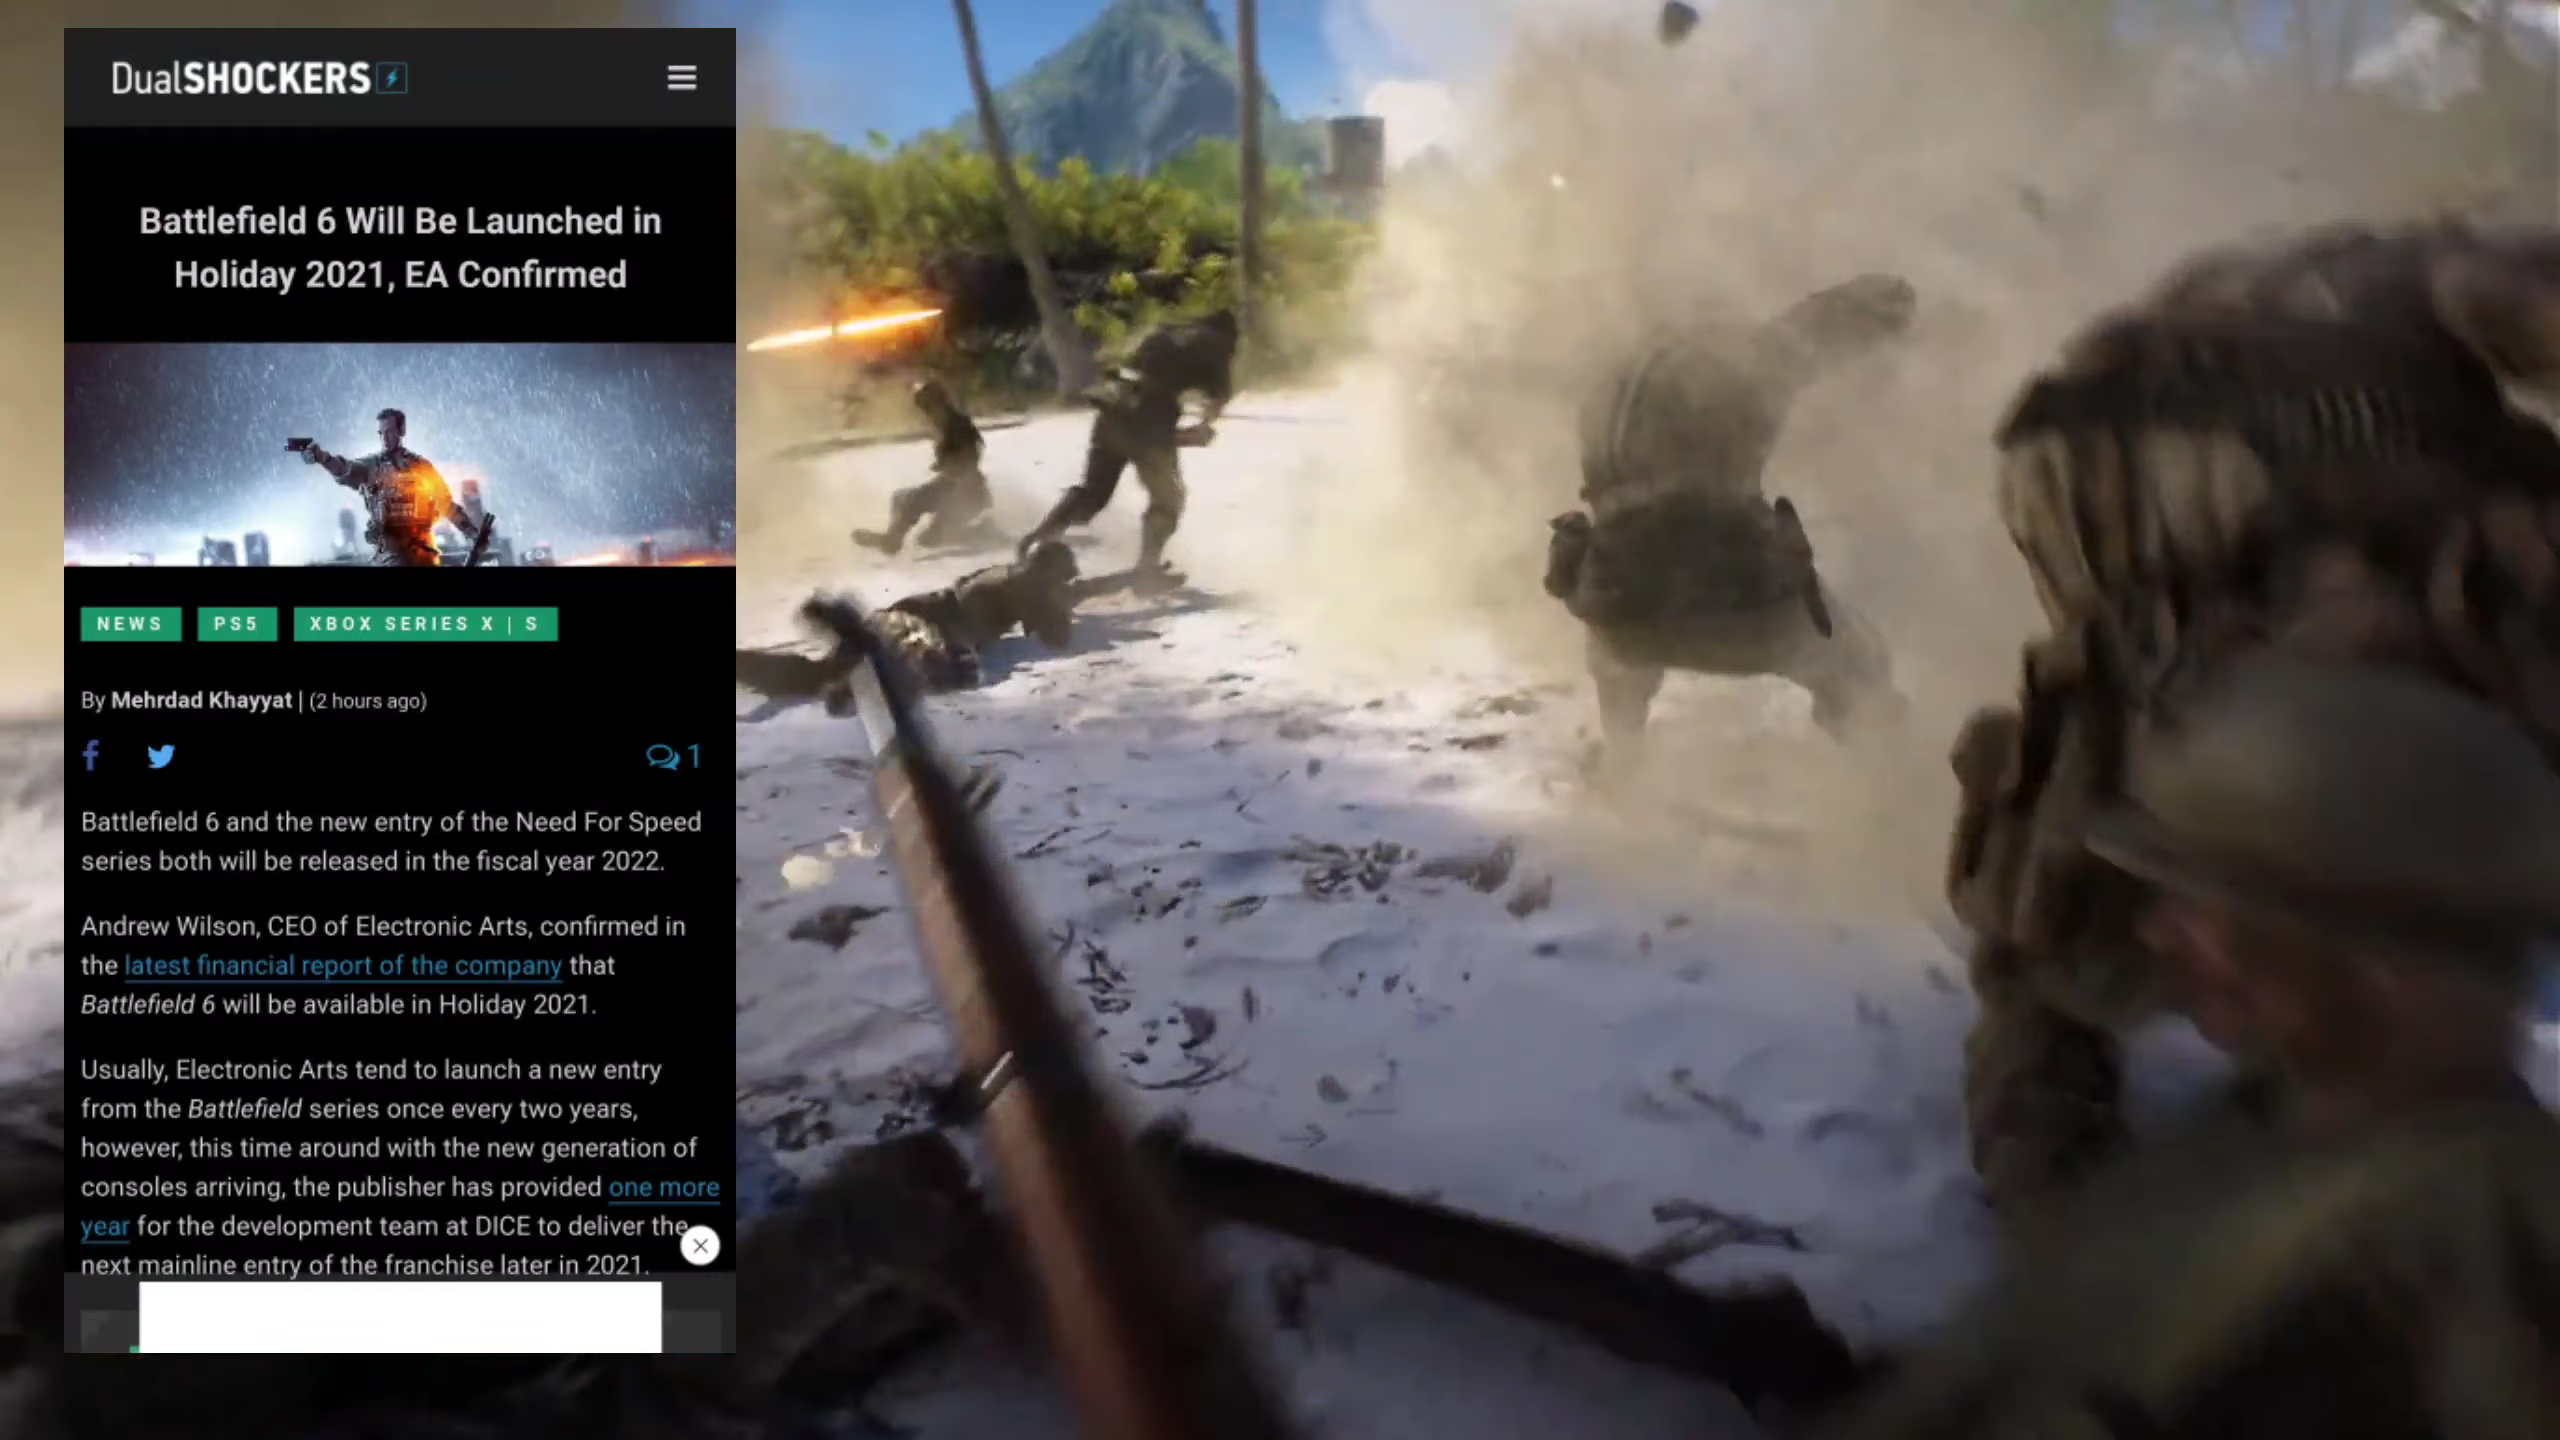 DualSHOCKERS
Battlefield 6 Will Be Launched in
Holiday 2021, EA Confirmed
NEWS PS5 XBOX SERIES X | S
By Mehrdad Khayyat | (2 hours ago)
1
Battlefield 6 and the new entry of the Need For Speed
series both will be released in the fiscal year 2022.
Andrew Wilson, CEO of Electronic Arts, confirmed in
the latest financial report of the company that
Battlefield 6 will be available in Holiday 2021.
Usually, Electronic Arts tend to launch a new entry
from the Battlefield series once every two years,
however, this time around with the new generation of
consoles arriving, the publisher has provided one more
year for the development team at DICE to deliver the
next mainline entry of the franchise later in 2021.